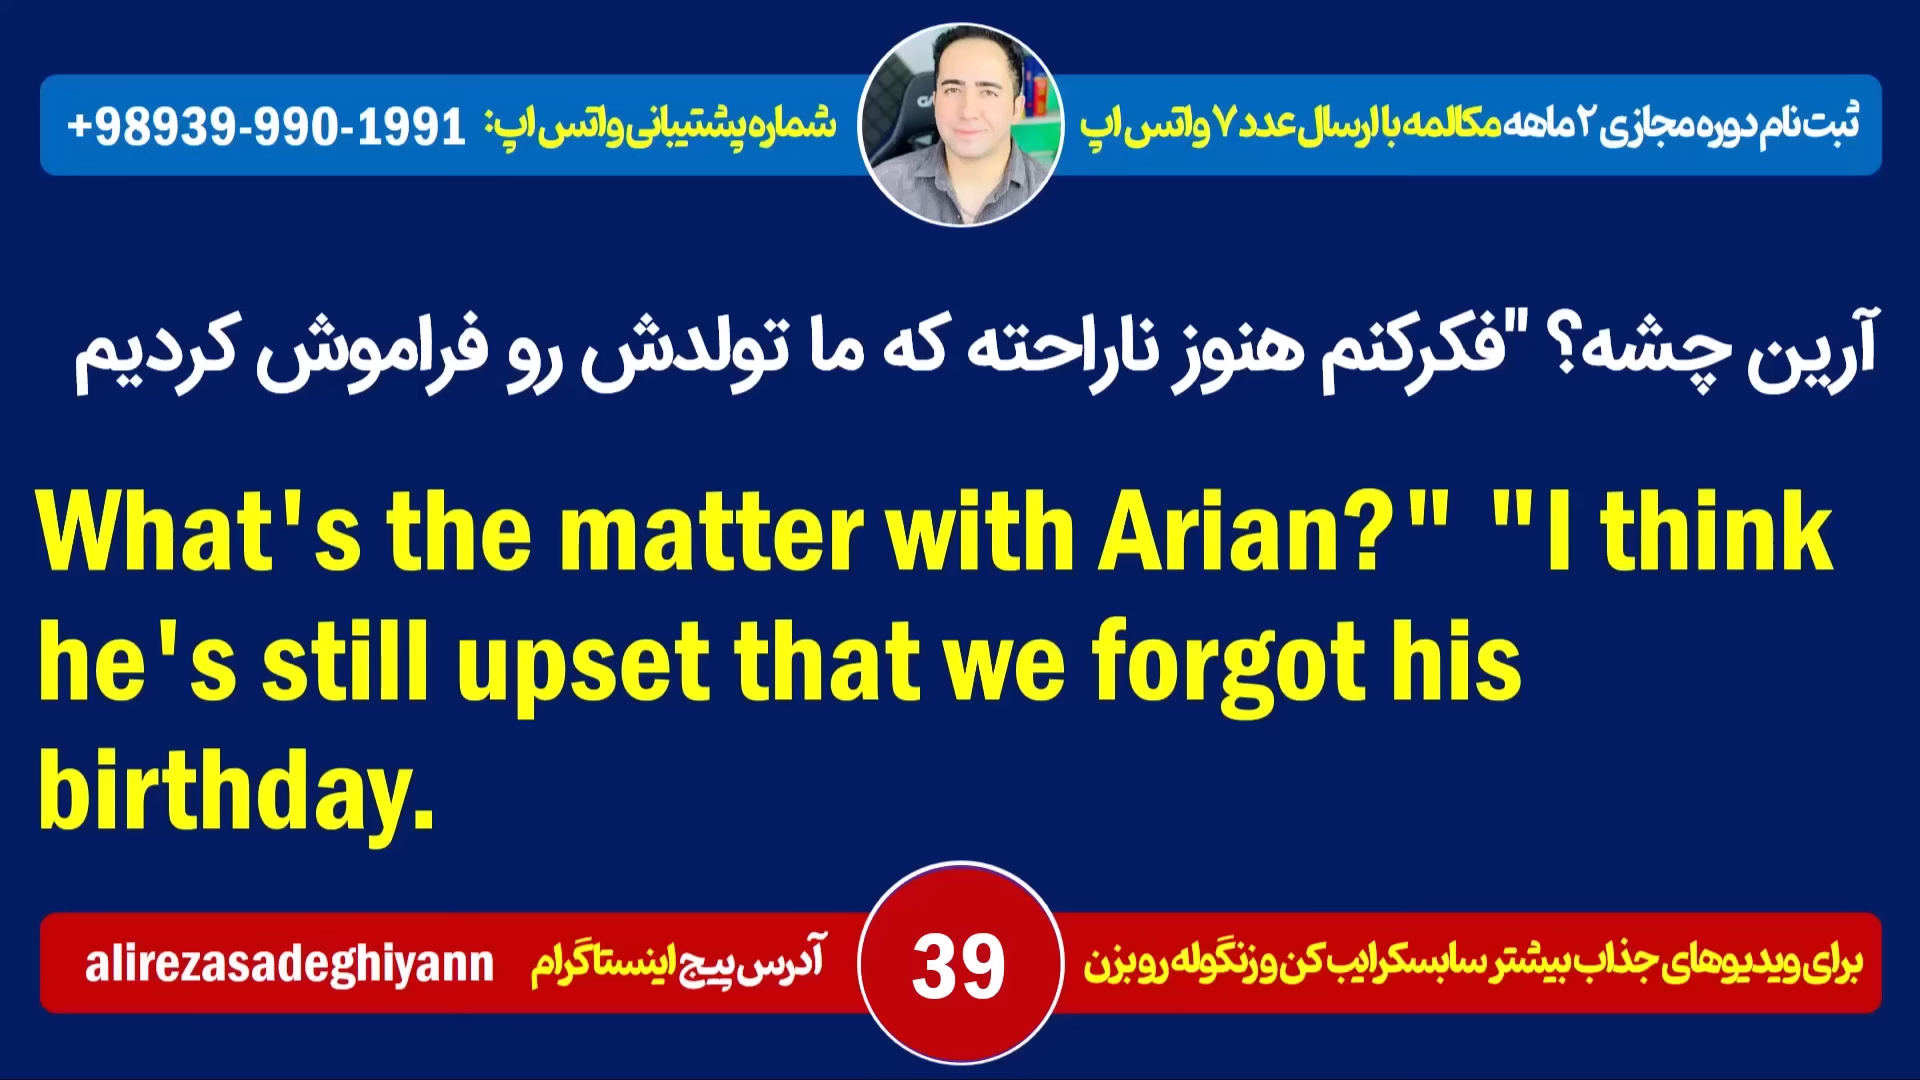 ثبت نام دوره مجازی ۲ ماهه مکالمه با ارسال عدد ۷ واتس اپ
شماره پشتیبانی واتس اپ: +98939-990-1991
آرین چشه؟ "فکرکنم هنوز ناراحته که ما تولدش رو فراموش کردیم
What's the matter with Arian?" "I think
he's still upset that we forgot his
birthday.
برای ویدیوهای جذاب بیشتر سابسکرایب کن و زنگوله رو بزن
39
آدرس پیج اینستاگرام alirezasadeghiyann